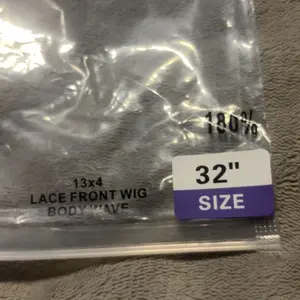 180%
13x4
LACE FRONT WIG
BODY WAVE
32"
SIZE